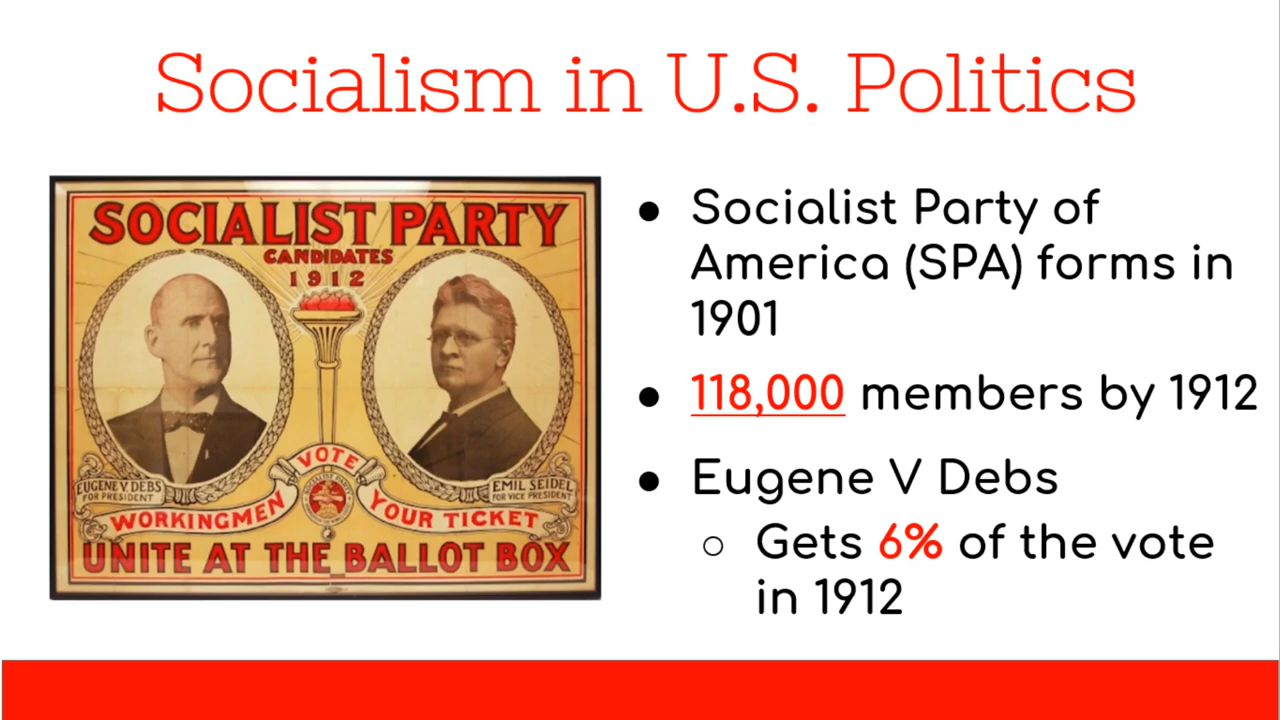 Socialism in U.S. Politics
SOCIALIST PARTY
CANDIDATES
1912
VOTE
EUGENE V DEBS
FOR PRESIDENT
EMIL SEIDEL
FOR VICE PRESIDENT
WORKINGMEN
YOUR TICKET
UNITE AT THE BALLOT BOX
● Socialist Party of
America (SPA) forms in
1901
● 118,000 members by 1912
● Eugene V Debs
○ Gets 6% of the vote
in 1912